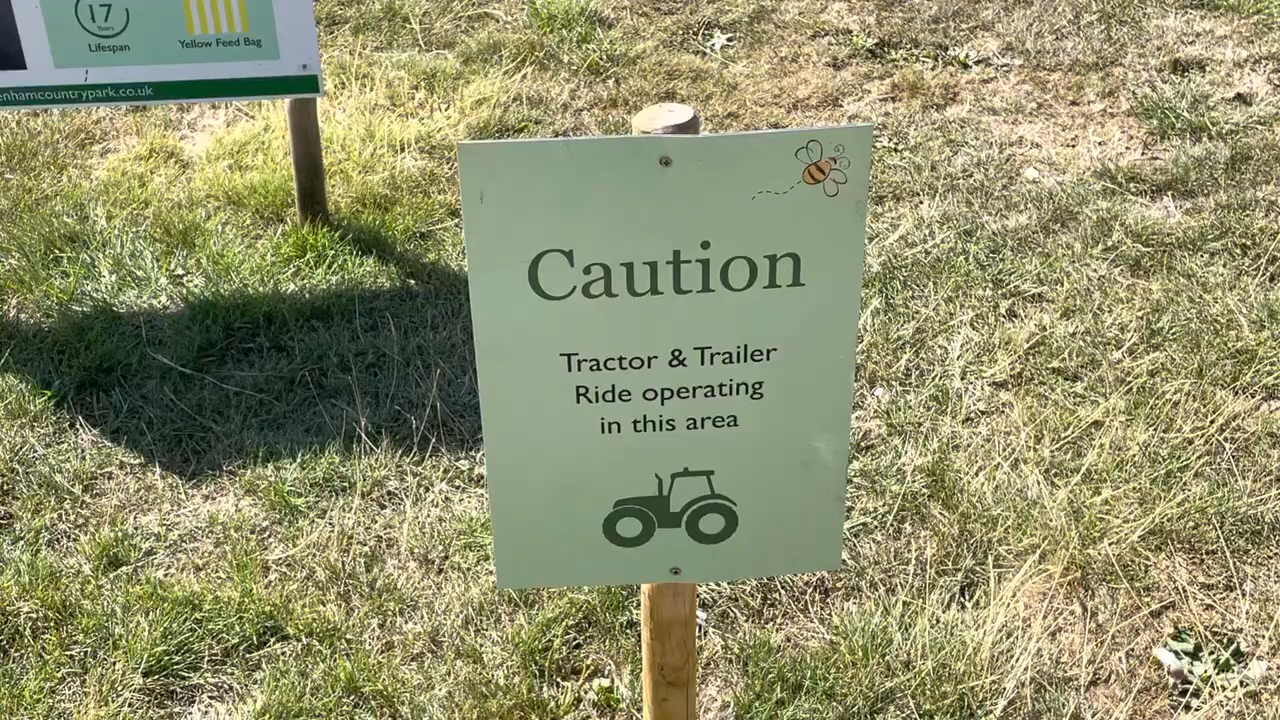 17
Years
Lifespan
Yellow Feed Bag
enhamcountrypark.co.uk
Caution
Tractor & Trailer
Ride operating
in this area